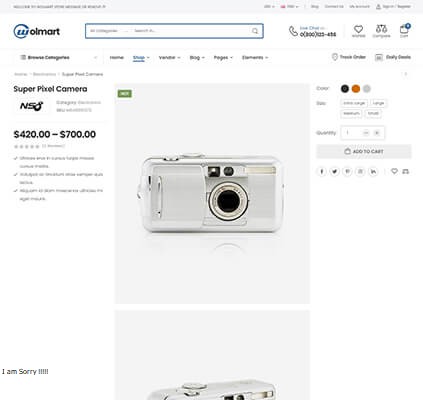 WELCOME TO WOLMART STORE MESSAGE OR REMOVE IT!
USD
ENG
Blog
Contact Us
My Account
Sign In / Register
Wolmart
All Categories
Search in...
Live Chat or :
0(800)123-456
Wishlist
Compare
Cart
Browse Categories
Home
Shop
Vendor
Blog
Pages
Elements
Track Order
Daily Deals
Home
Electronics
Super Pixel Camera
Super Pixel Camera
Category: Electronics
SKU:
$420.00 – $700.00
(3 Reviews)
Ultrices eros in cursus turpis massa
cursus mattis.
Volutpat ac tincidunt vitae semper quis
lectus.
Aliquam id diam maecenas ultricies mi
eget mauris.
HOT
Color:
Size:
Extra Large
Large
Medium
Small
Quantity:
1
ADD TO CART
I am Sorry !!!!!